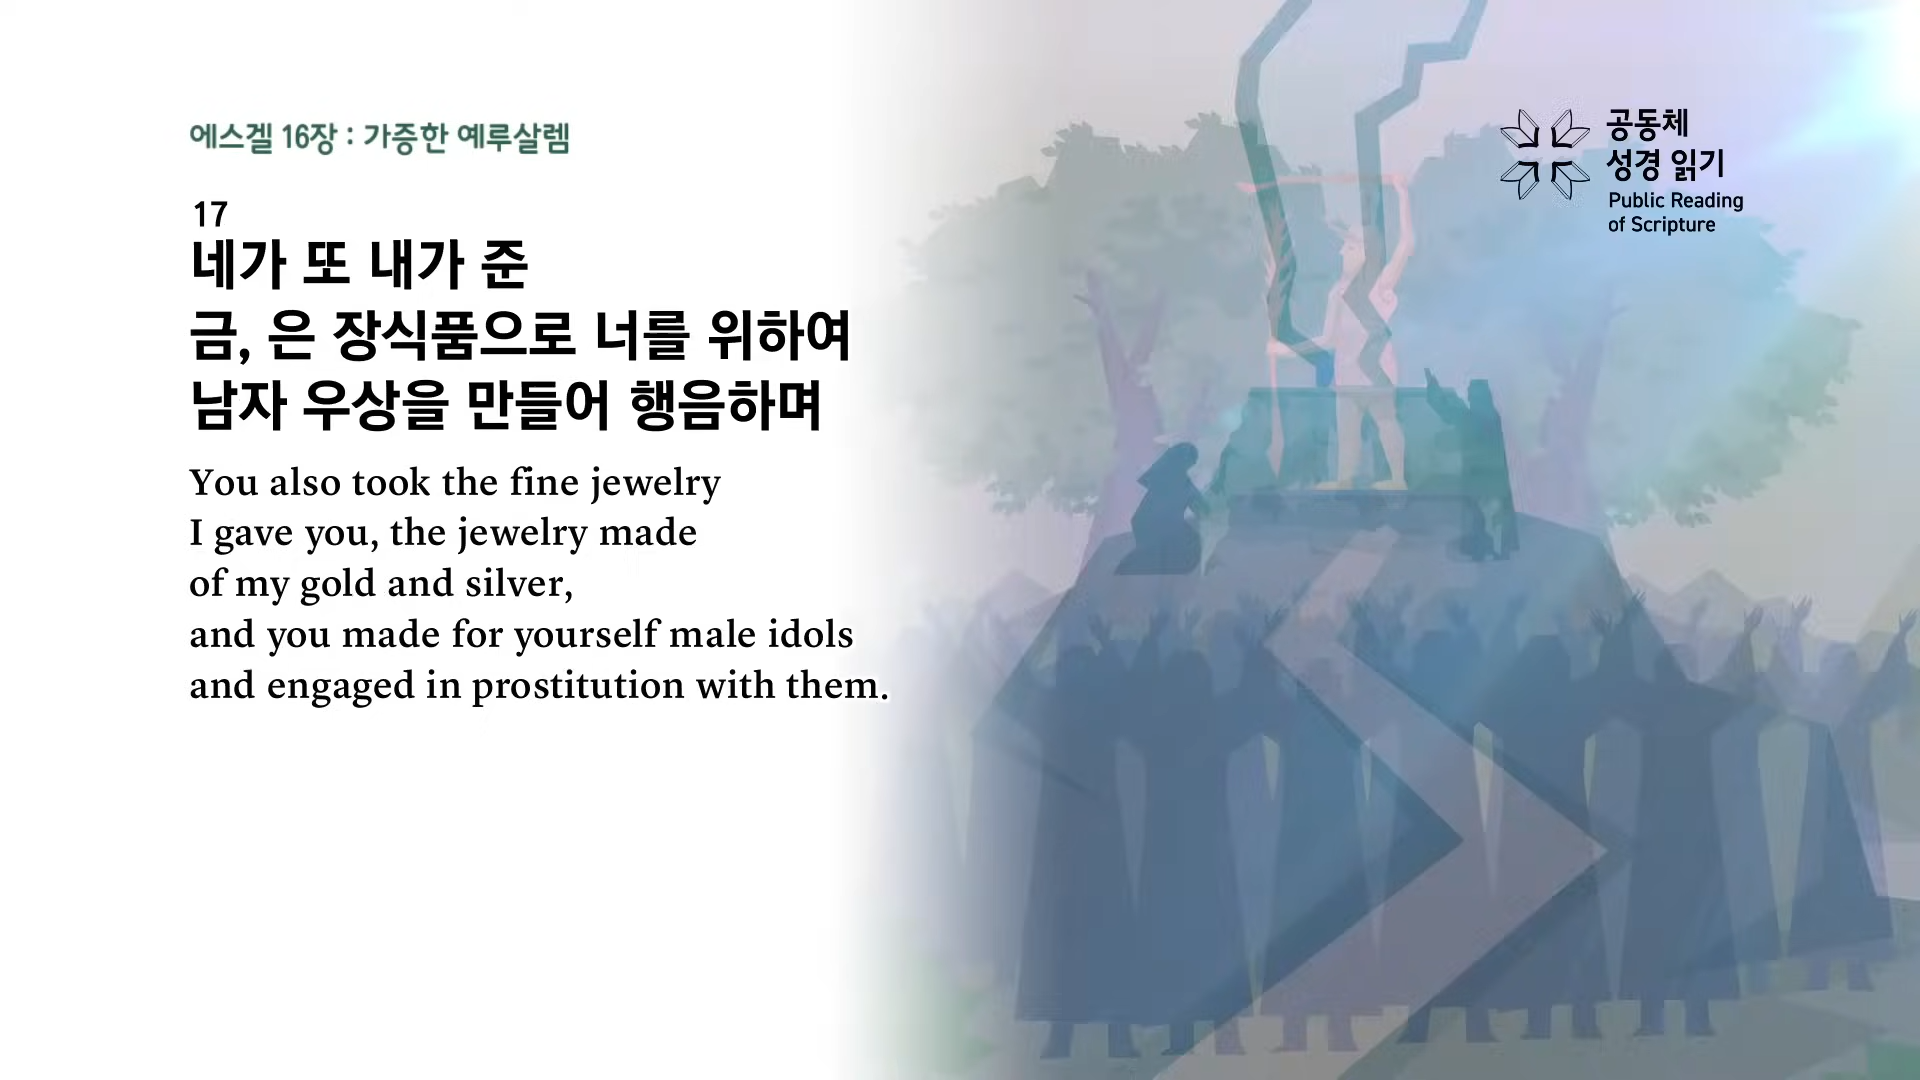 에스겔 16장 : 가증한 예루살렘
17
네가 또 내가 준
금, 은 장식품으로 너를 위하여
남자 우상을 만들어 행음하며
You also took the fine jewelry
I gave you, the jewelry made
of my gold and silver,
and you made for yourself male idols
and engaged in prostitution with them.
공동체
성경 읽기
Public Reading
of Scripture